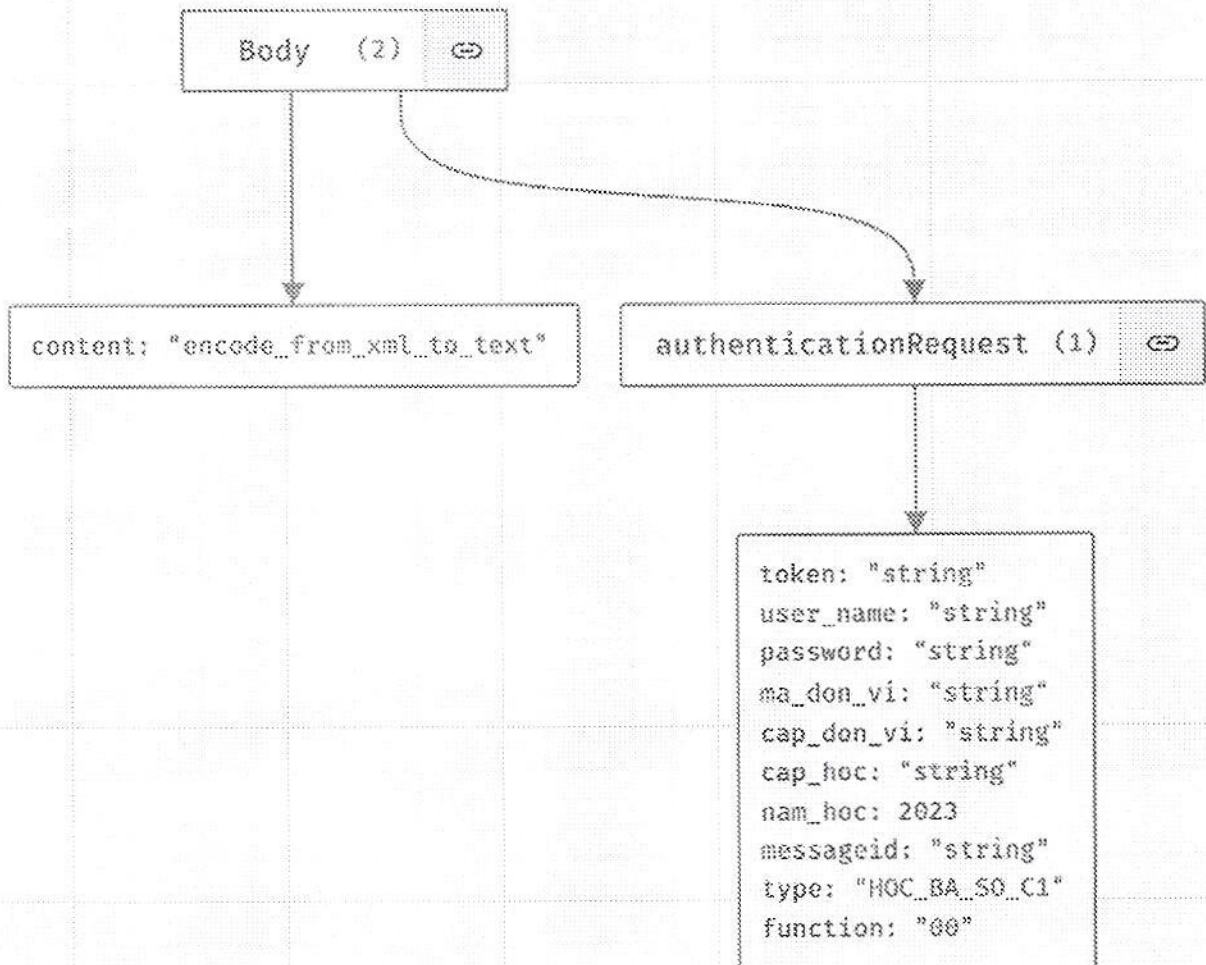 Body (2)
content: "encode_from_xml_to_text"
authenticationRequest (1)
token: "string"
user_name: "string"
password: "string"
ma_don_vi: "string"
cap_don_vi: "string"
cap_hoc: "string"
nam_hoc: 2023
messageid: "string"
type: "HOC_BA_SO_C1"
function: "00"